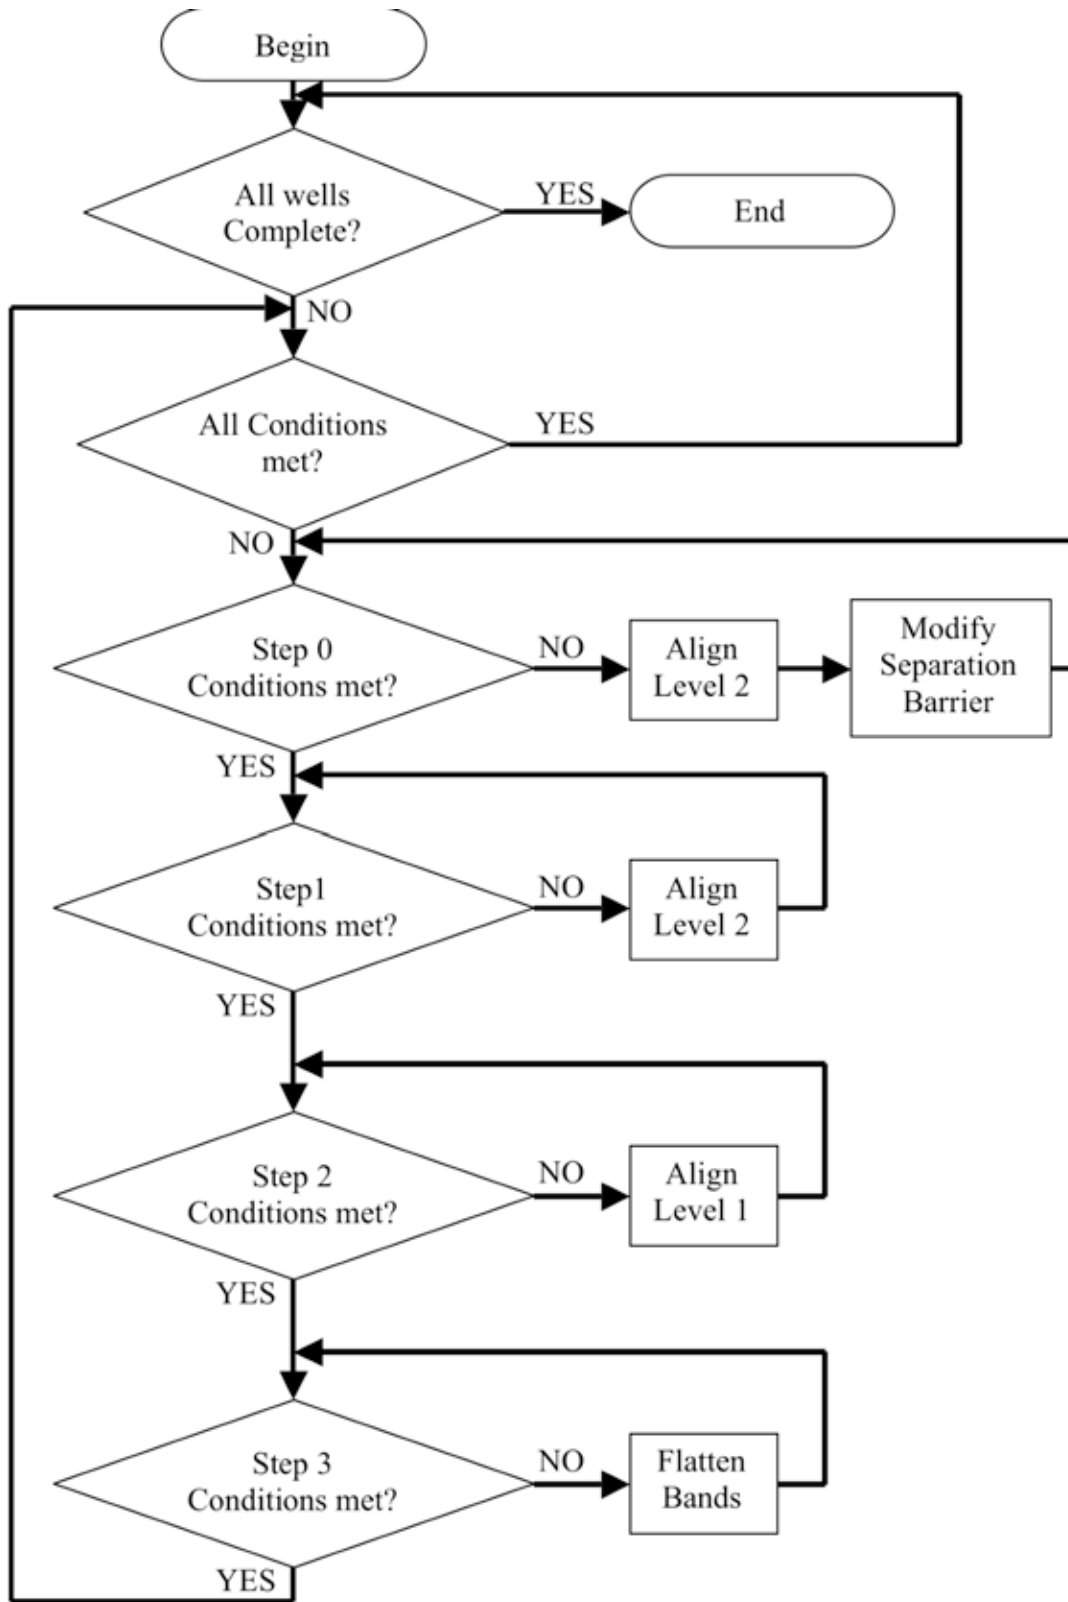 Begin
All wells
Complete?
YES
End
NO
All Conditions
met?
YES
NO
Step 0
Conditions met?
NO
Align
Level 2
Modify
Separation
Barrier
YES
Step1
Conditions met?
NO
Align
Level 2
YES
Step 2
Conditions met?
NO
Align
Level 1
YES
Step 3
Conditions met?
NO
Flatten
Bands
YES